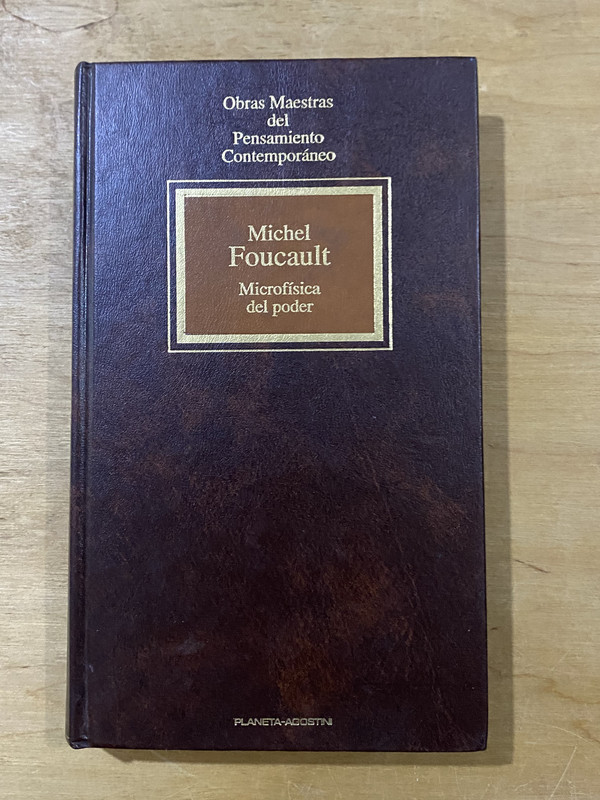 Obras Maestras
del
Pensamiento
Contemporáneo
Michel
Foucault
Microfísica
del poder
PLANETA-AGOSTINI